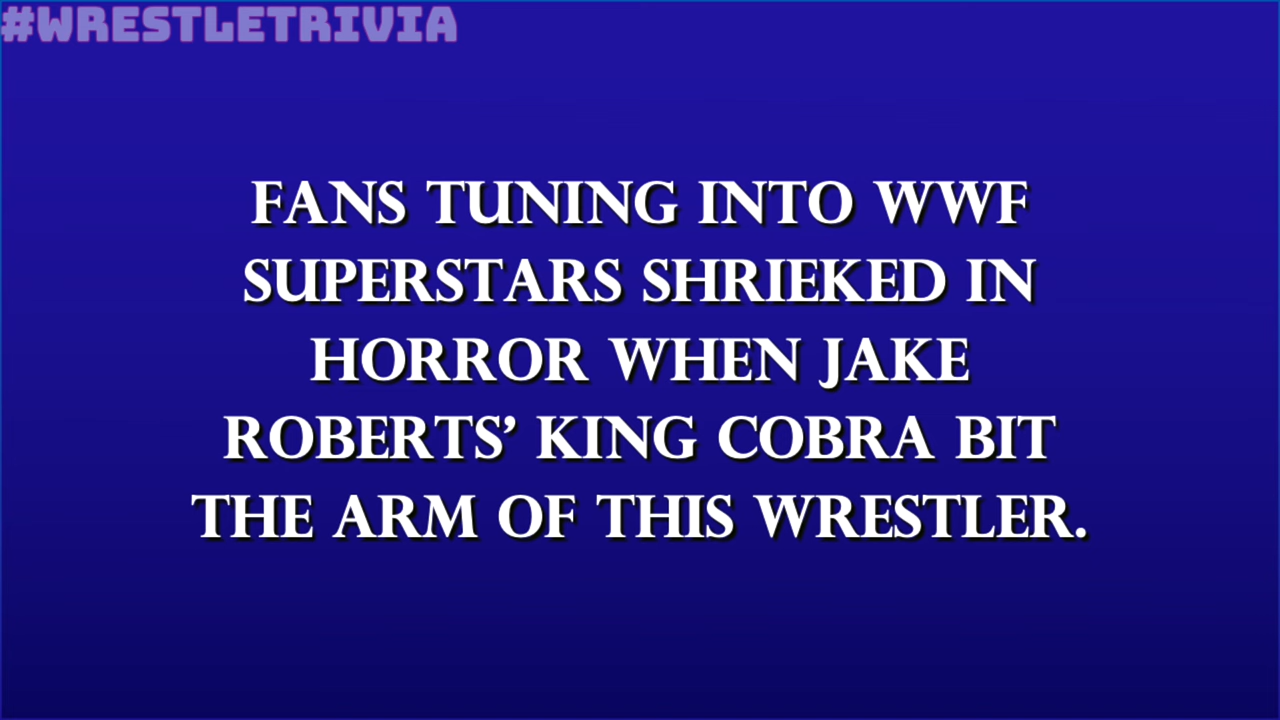 #WRESTLETRIVIA
FANS TUNING INTO WWF
SUPERSTARS SHRIEKED IN
HORROR WHEN JAKE
ROBERTS’ KING COBRA BIT
THE ARM OF THIS WRESTLER.